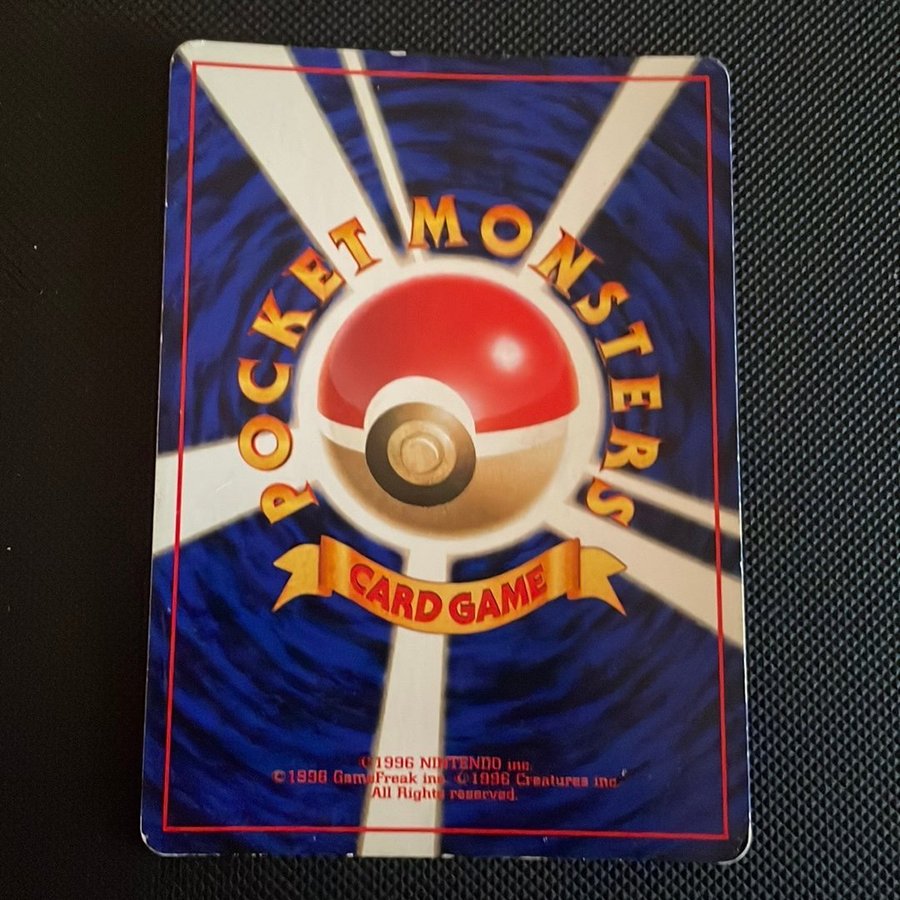 POCKET MONSTERS
CARD GAME
©1996 NINTENDO inc.
©1996 GameFreak inc. ©1996 Creatures inc.
All Rights reserved.